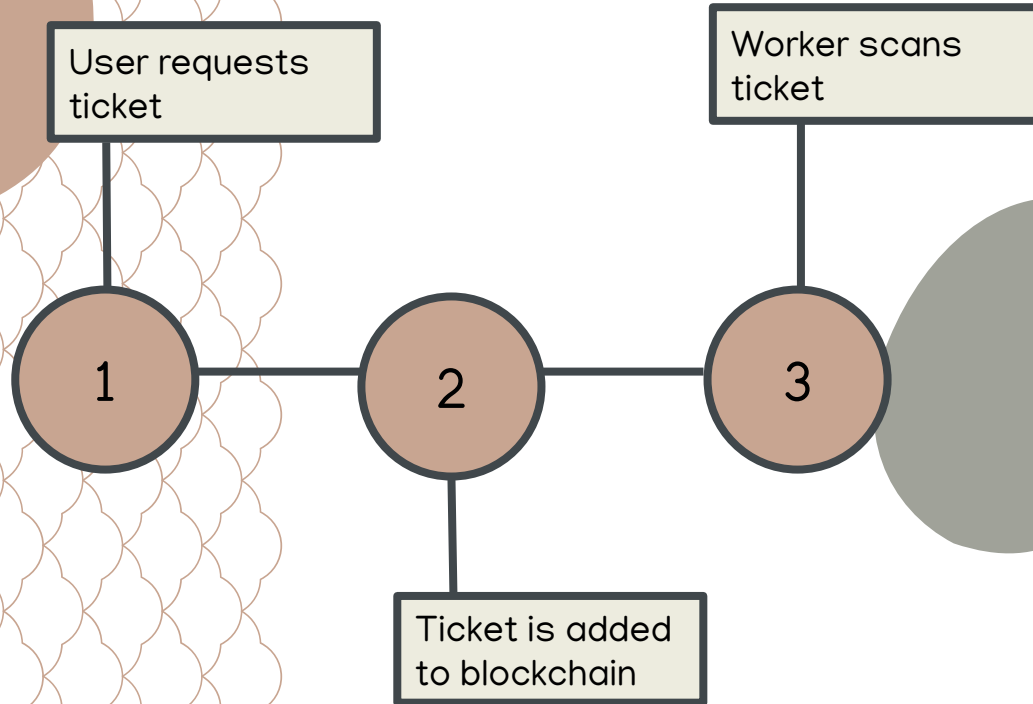 User requests
ticket
Worker scans
ticket
1
2
3
Ticket is added
to blockchain